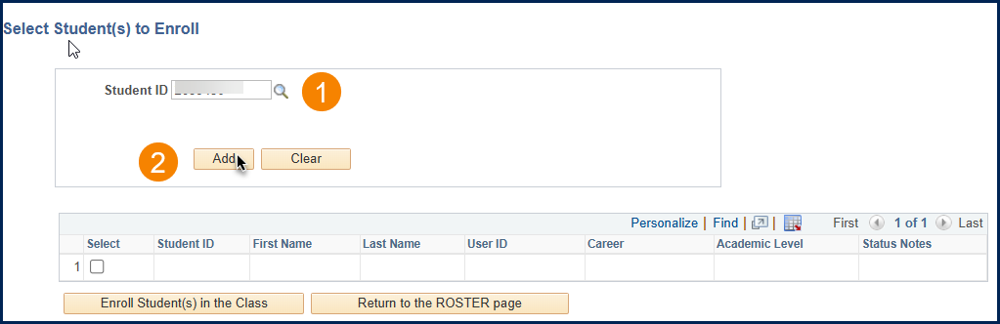 Select Student(s) to Enroll
Student ID
1
2 Add Clear
Personalize | Find | | First 1 of 1 Last
Select Student ID First Name Last Name User ID Career Academic Level Status Notes
1
Enroll Student(s) in the Class Return to the ROSTER page